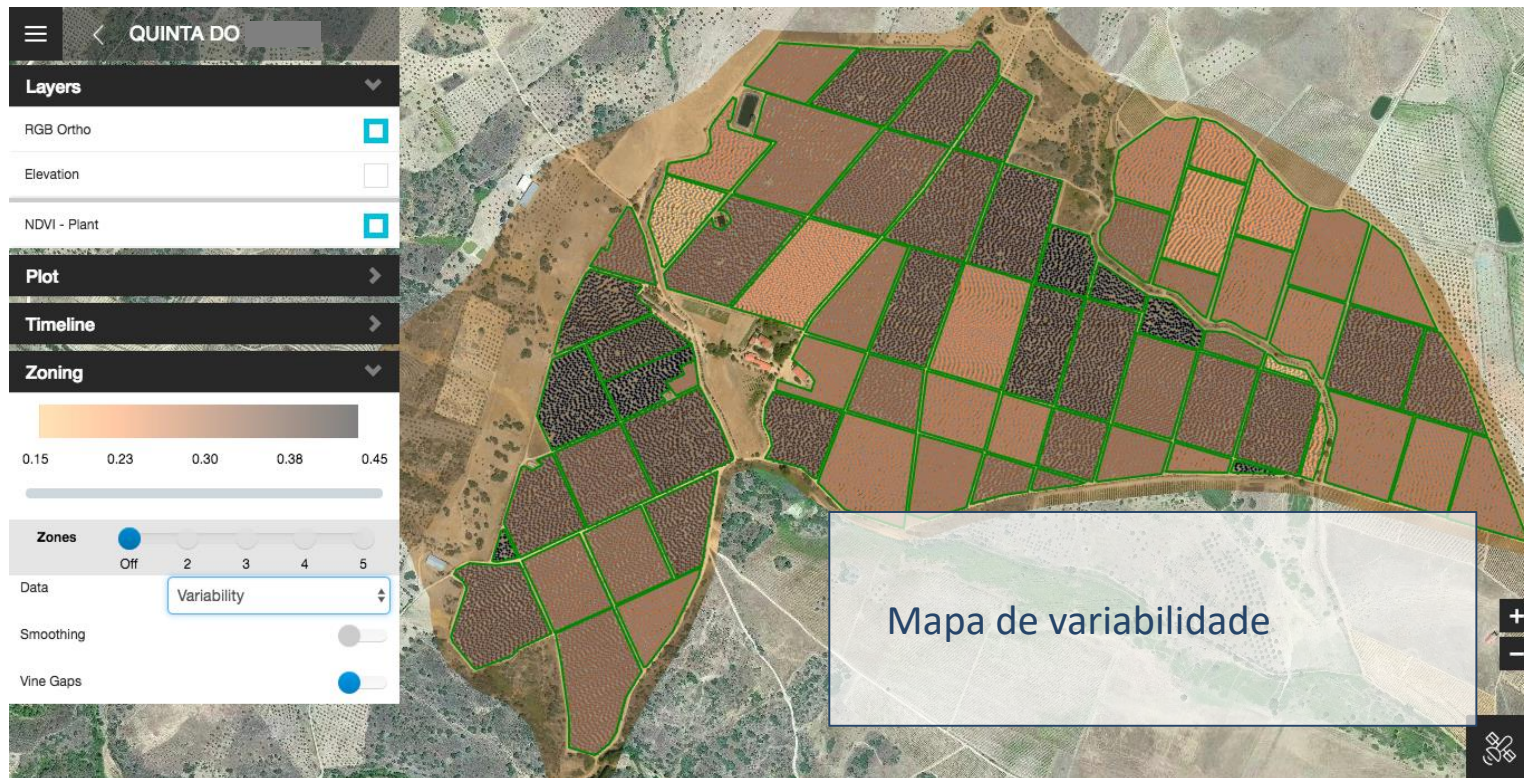 QUINTA DO
Layers
RGB Ortho
Elevation
NDVI - Plant
Plot
Timeline
Zoning
0.15 0.23 0.30 0.38 0.45
Zones
Off 2 3 4 5
Data Variability
Smoothing
Vine Gaps
Mapa de variabilidade
+
−